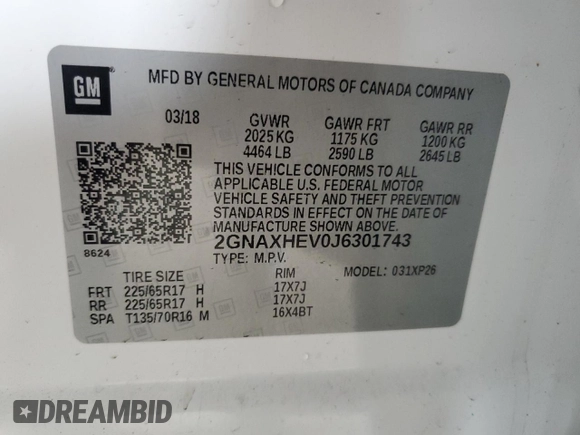 GM
MFD BY GENERAL MOTORS OF CANADA COMPANY
03/18 GVWR GAWR FRT GAWR RR
2025 KG 1175 KG 1200 KG
4464 LB 2590 LB 2645 LB
THIS VEHICLE CONFORMS TO ALL
APPLICABLE U.S. FEDERAL MOTOR
VEHICLE SAFETY AND THEFT PREVENTION
STANDARDS IN EFFECT ON THE DATE OF
MANUFACTURE SHOWN ABOVE.
8624 2GNAXHEV0J6301743
TYPE: M.P.V. MODEL: 031XP26
TIRE SIZE RIM
FRT 225/65R17 H 17X7J
RR 225/65R17 H 17X7J
SPA T135/70R16 M 16X4BT
DREAMBID